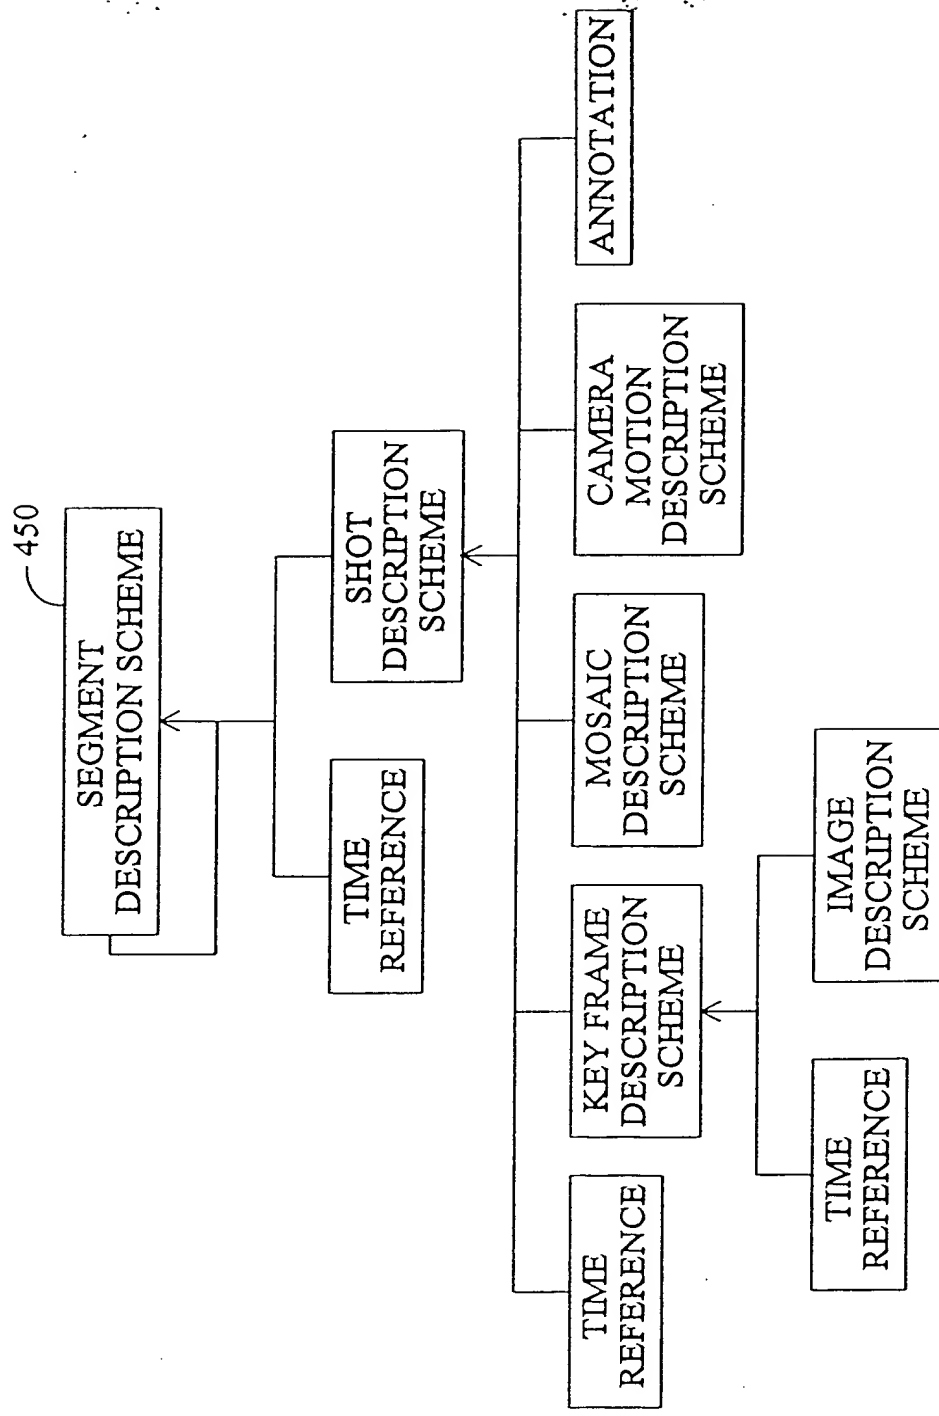 450
SEGMENT
DESCRIPTION SCHEME
TIME
REFERENCE
SHOT
DESCRIPTION
SCHEME
TIME
REFERENCE
KEY FRAME
DESCRIPTION
SCHEME
MOSAIC
DESCRIPTION
SCHEME
CAMERA
MOTION
DESCRIPTION
SCHEME
ANNOTATION
TIME
REFERENCE
IMAGE
DESCRIPTION
SCHEME